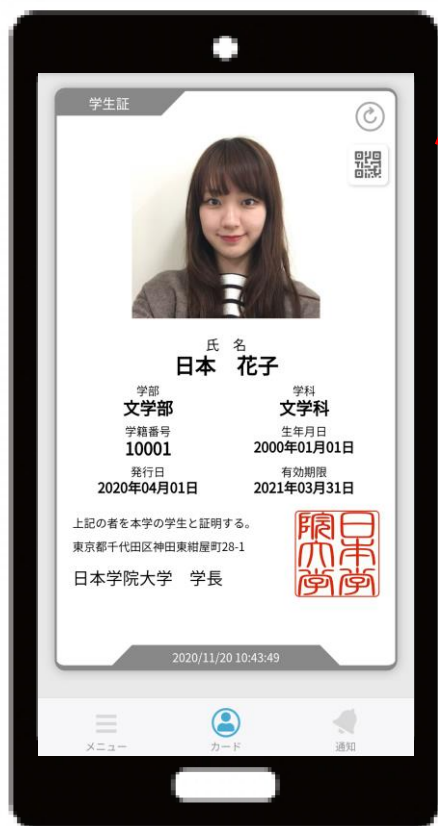 学生証
氏　名
日本　花子
学部　学科
文学部　文学科
学籍番号　生年月日
10001　2000年01月01日
発行日　有効期限
2020年04月01日　2021年03月31日
上記の者を本学の学生と証明する。
東京都千代田区神田東紺屋町28-1
日本学院大学　学長
日本学院大学
2020/11/20 10:43:49
メニュー　カード　通知